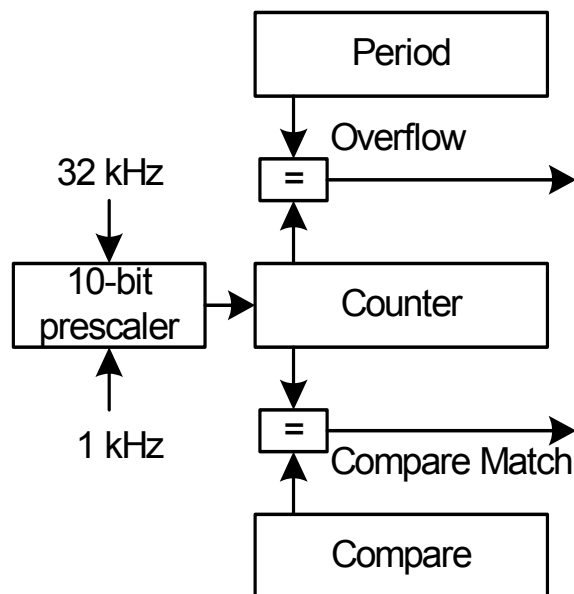 Period
Overflow
=
32 kHz
10-bit
prescaler
Counter
1 kHz
=
Compare Match
Compare